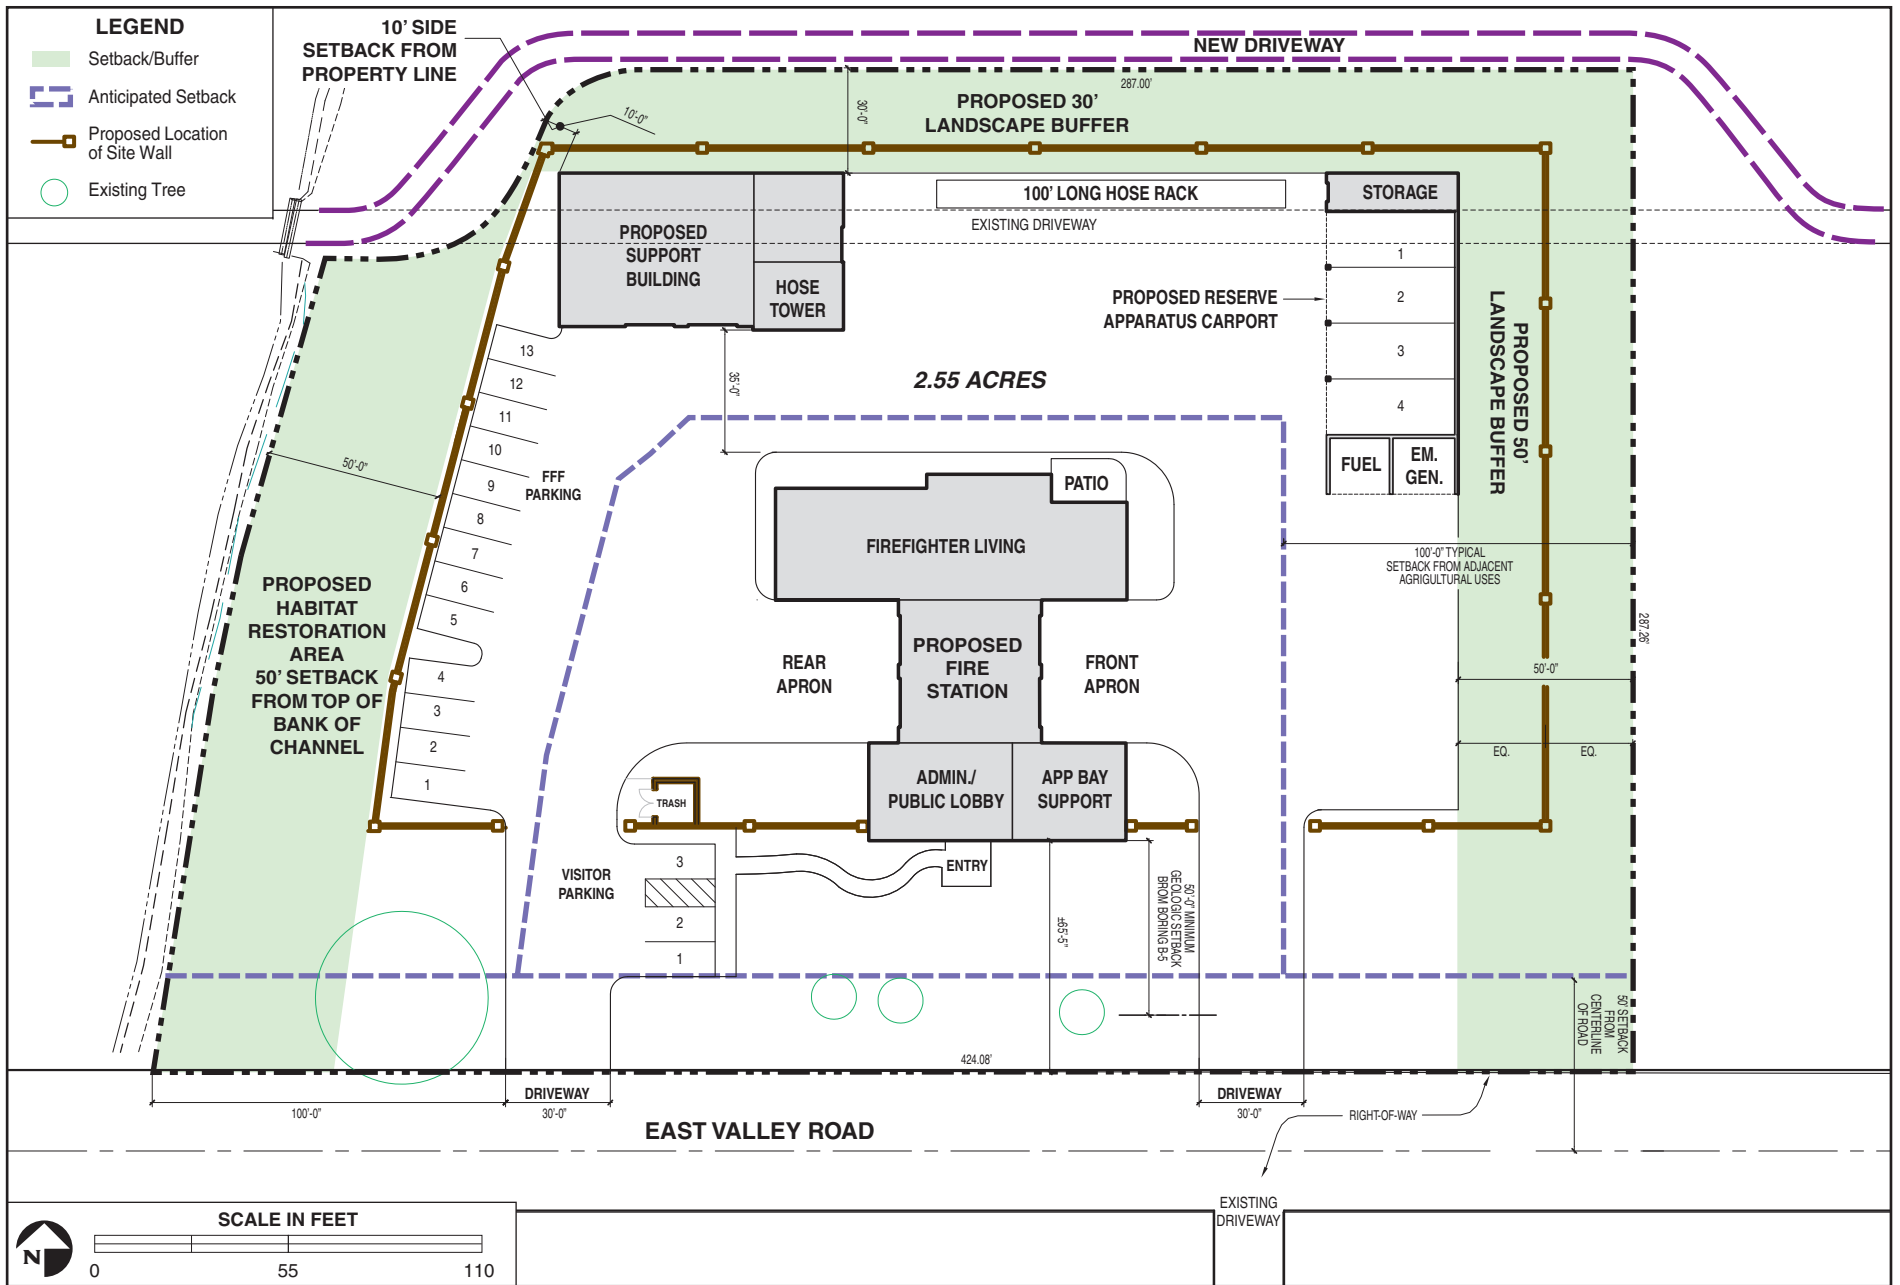 LEGEND
Setback/Buffer
Anticipated Setback
Proposed Location
of Site Wall
Existing Tree
10' SIDE
SETBACK FROM
PROPERTY LINE
NEW DRIVEWAY
287.00'
10'-0"
30'-0"
PROPOSED 30'
LANDSCAPE BUFFER
100' LONG HOSE RACK
EXISTING DRIVEWAY
STORAGE
PROPOSED
SUPPORT
BUILDING
HOSE
TOWER
1
2
3
4
PROPOSED RESERVE
APPARATUS CARPORT
FUEL
EM.
GEN.
PROPOSED 50'
LANDSCAPE BUFFER
35'-0"
2.55 ACRES
13
12
11
10
9
8
7
6
5
4
3
2
1
FFF
PARKING
50'-0"
PROPOSED
HABITAT
RESTORATION
AREA
50' SETBACK
FROM TOP OF
BANK OF
CHANNEL
PATIO
FIREFIGHTER LIVING
PROPOSED
FIRE
STATION
REAR
APRON
FRONT
APRON
100'-0" TYPICAL
SETBACK FROM ADJACENT
AGRIGULTURAL USES
287.26'
50'-0"
EQ.
EQ.
ADMIN./
PUBLIC LOBBY
APP BAY
SUPPORT
TRASH
ENTRY
VISITOR
PARKING
3
2
1
±65'-5"
50'-0" MINIMUM
GEOLOGIC SETBACK
BROM BORING B-5
50' SETBACK
FROM
CENTERLINE
OF ROAD
424.08'
100'-0"
DRIVEWAY
30'-0"
DRIVEWAY
30'-0"
RIGHT-OF-WAY
EAST VALLEY ROAD
EXISTING
DRIVEWAY
N
SCALE IN FEET
0 55 110